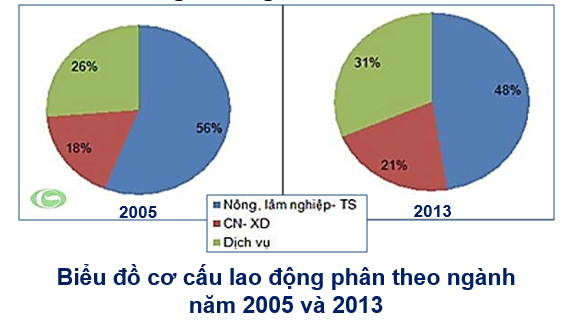 26%
18%
56%
31%
21%
48%
2005
2013
Nông, lâm nghiệp- TS
CN- XD
Dịch vụ
Biểu đồ cơ cấu lao động phân theo ngành
năm 2005 và 2013